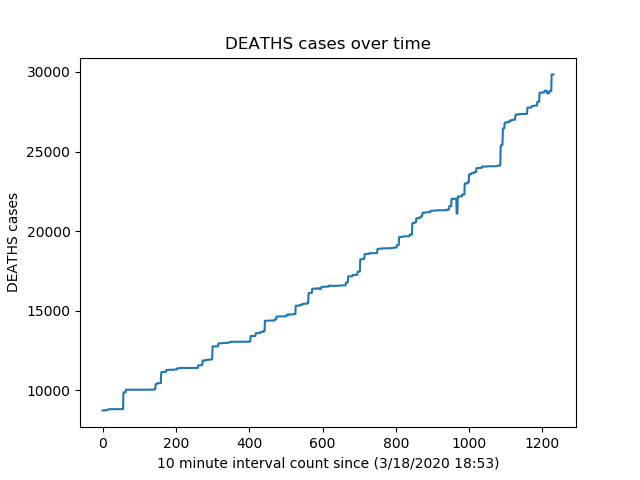 DEATHS cases over time
DEATHS cases
30000
25000
20000
15000
10000
0 200 400 600 800 1000 1200
10 minute interval count since (3/18/2020 18:53)